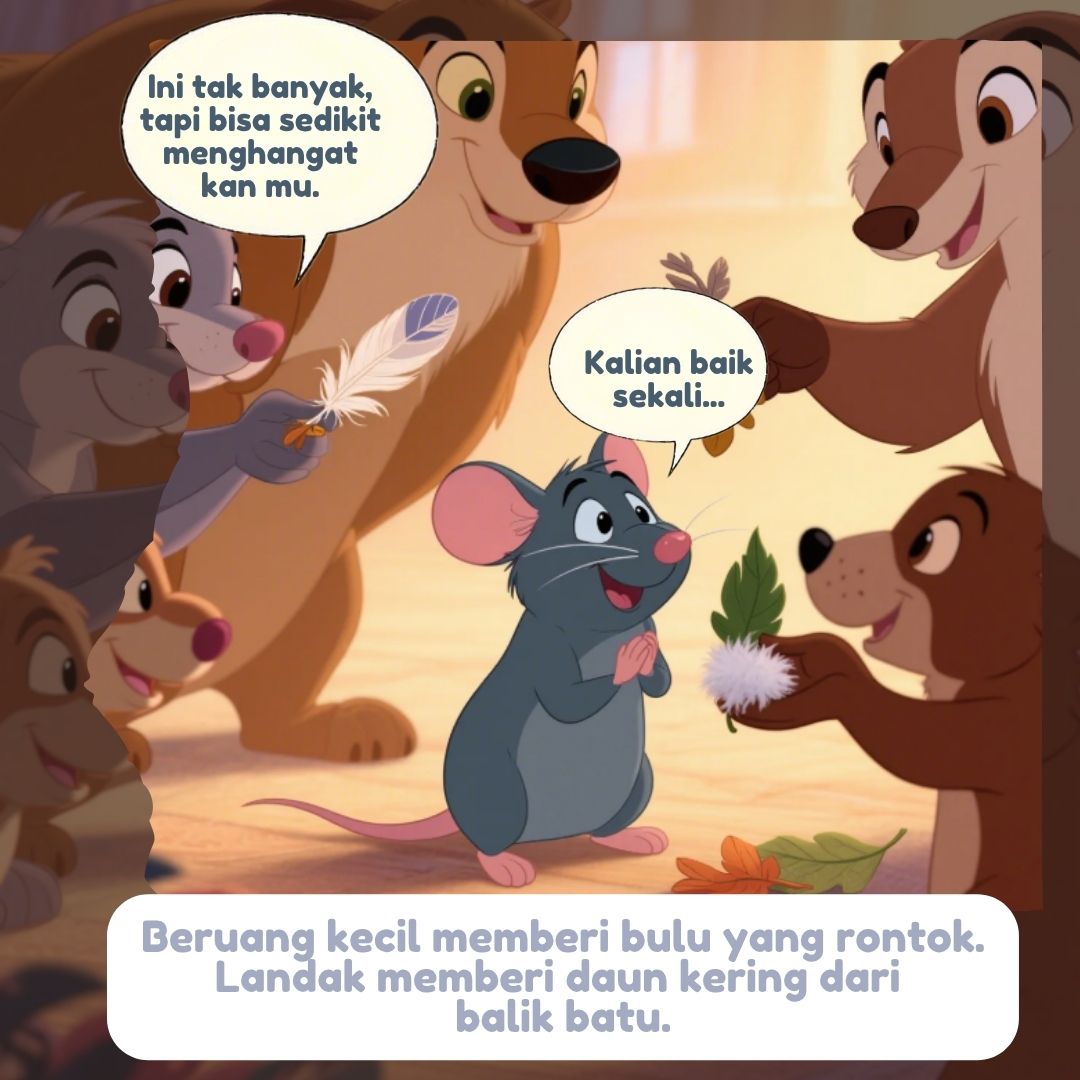 Ini tak banyak,
tapi bisa sedikit
menghangat
kan mu.
Kalian baik
sekali...
Beruang kecil memberi bulu yang rontok.
Landak memberi daun kering dari
balik batu.